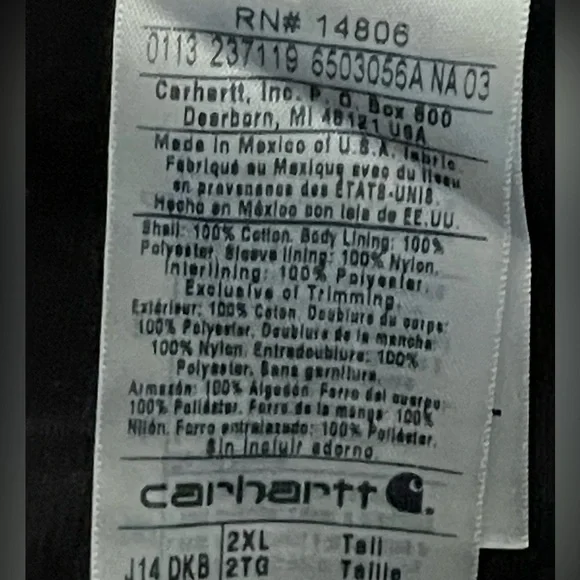 RN# 14806
0113 237119 6503056A NA 03
Carhartt, Inc. P. O. Box 600
Dearborn, MI 48121 USA
Made in Mexico of U.S.A. fabric.
Fabriqué au Mexique avec du tissu
en provenance des ÉTATS-UNIS.
Hecho en México con tela de EE.UU.
Shell: 100% Cotton. Body Lining: 100%
Polyester. Sleeve lining: 100% Nylon.
Interlining: 100% Polyester.
Exclusive of Trimming.
Extérieur: 100% Coton. Doublure du corps:
100% Polyester. Doublure de la manche:
100% Nylon. Entredoublure: 100%
Polyester. Sans garniture.
Armazón: 100% Algodón. Forro del cuerpo:
100% Poliéster. Forro de la manga: 100%
Nilón. Forro entrelazado: 100% Poliéster.
Sin incluir adorno.
carhartt
J14 DKB 2XL Tall
2TG Taille